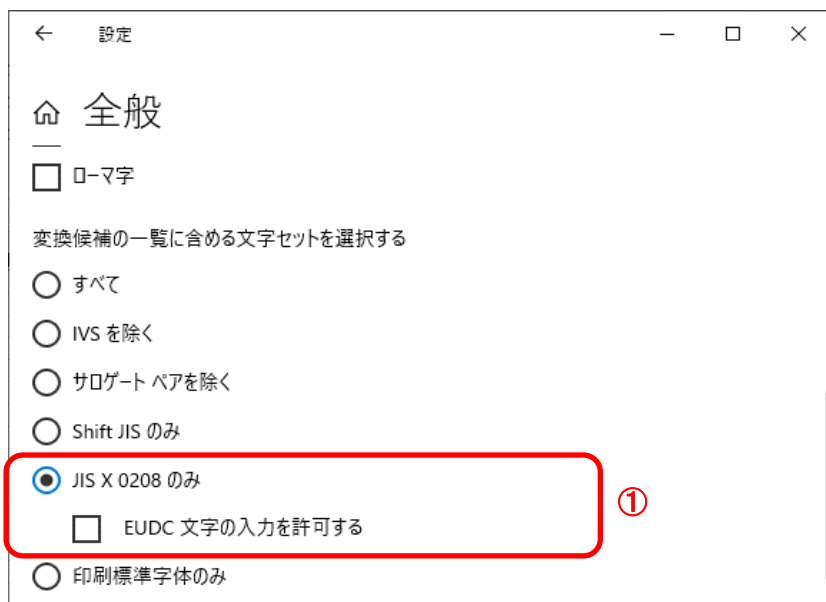 設定
全般
ローマ字
変換候補の一覧に含める文字セットを選択する
すべて
IVS を除く
サロゲート ペアを除く
Shift JIS のみ
JIS X 0208 のみ
①
EUDC 文字の入力を許可する
印刷標準字体のみ